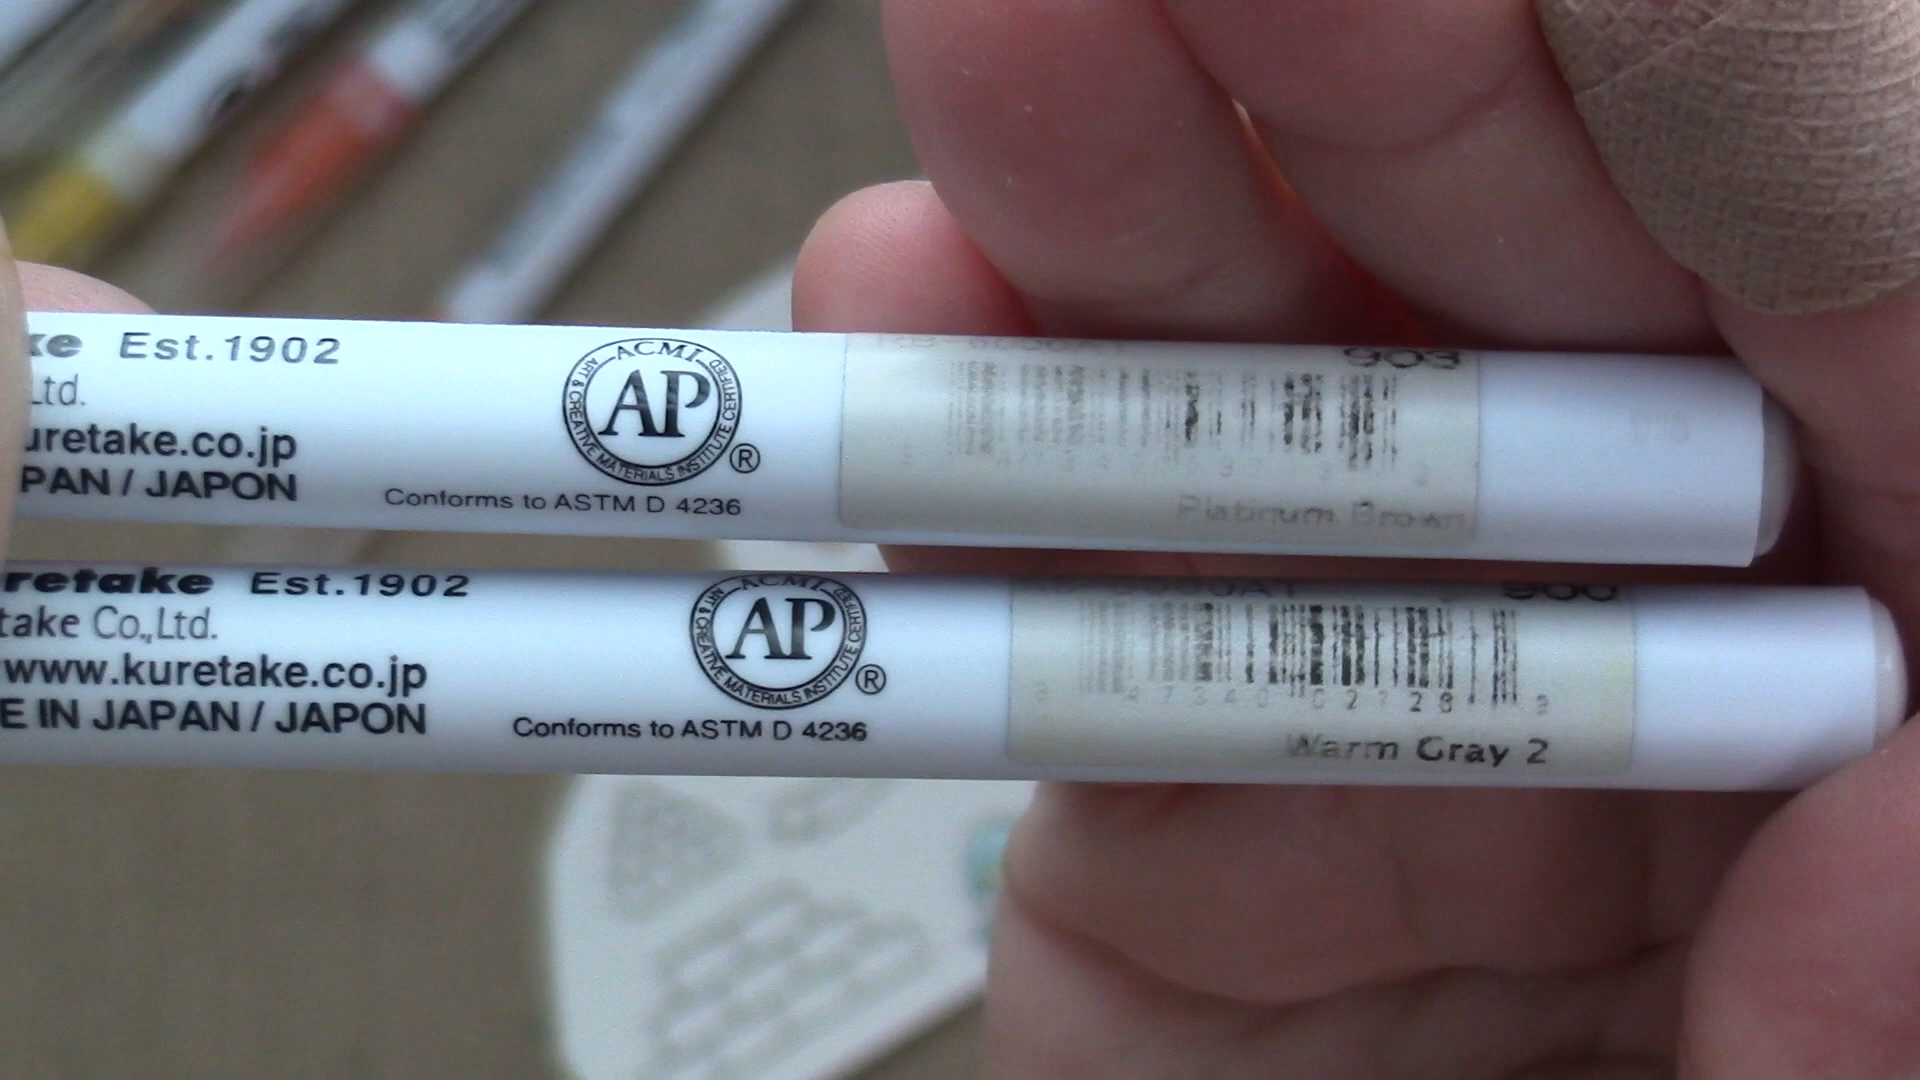 ke Est.1902
Ltd.
uretake.co.jp
PAN / JAPON
ACMI
ART & CREATIVE MATERIALS INSTITUTE CERTIFIED
AP
®
Conforms to ASTM D 4236
903
Platinum Brown
retake Est.1902
take Co.,Ltd.
www.kuretake.co.jp
E IN JAPAN / JAPON
ACMI
ART & CREATIVE MATERIALS INSTITUTE CERTIFIED
AP
®
Conforms to ASTM D 4236
900
Warm Gray 2